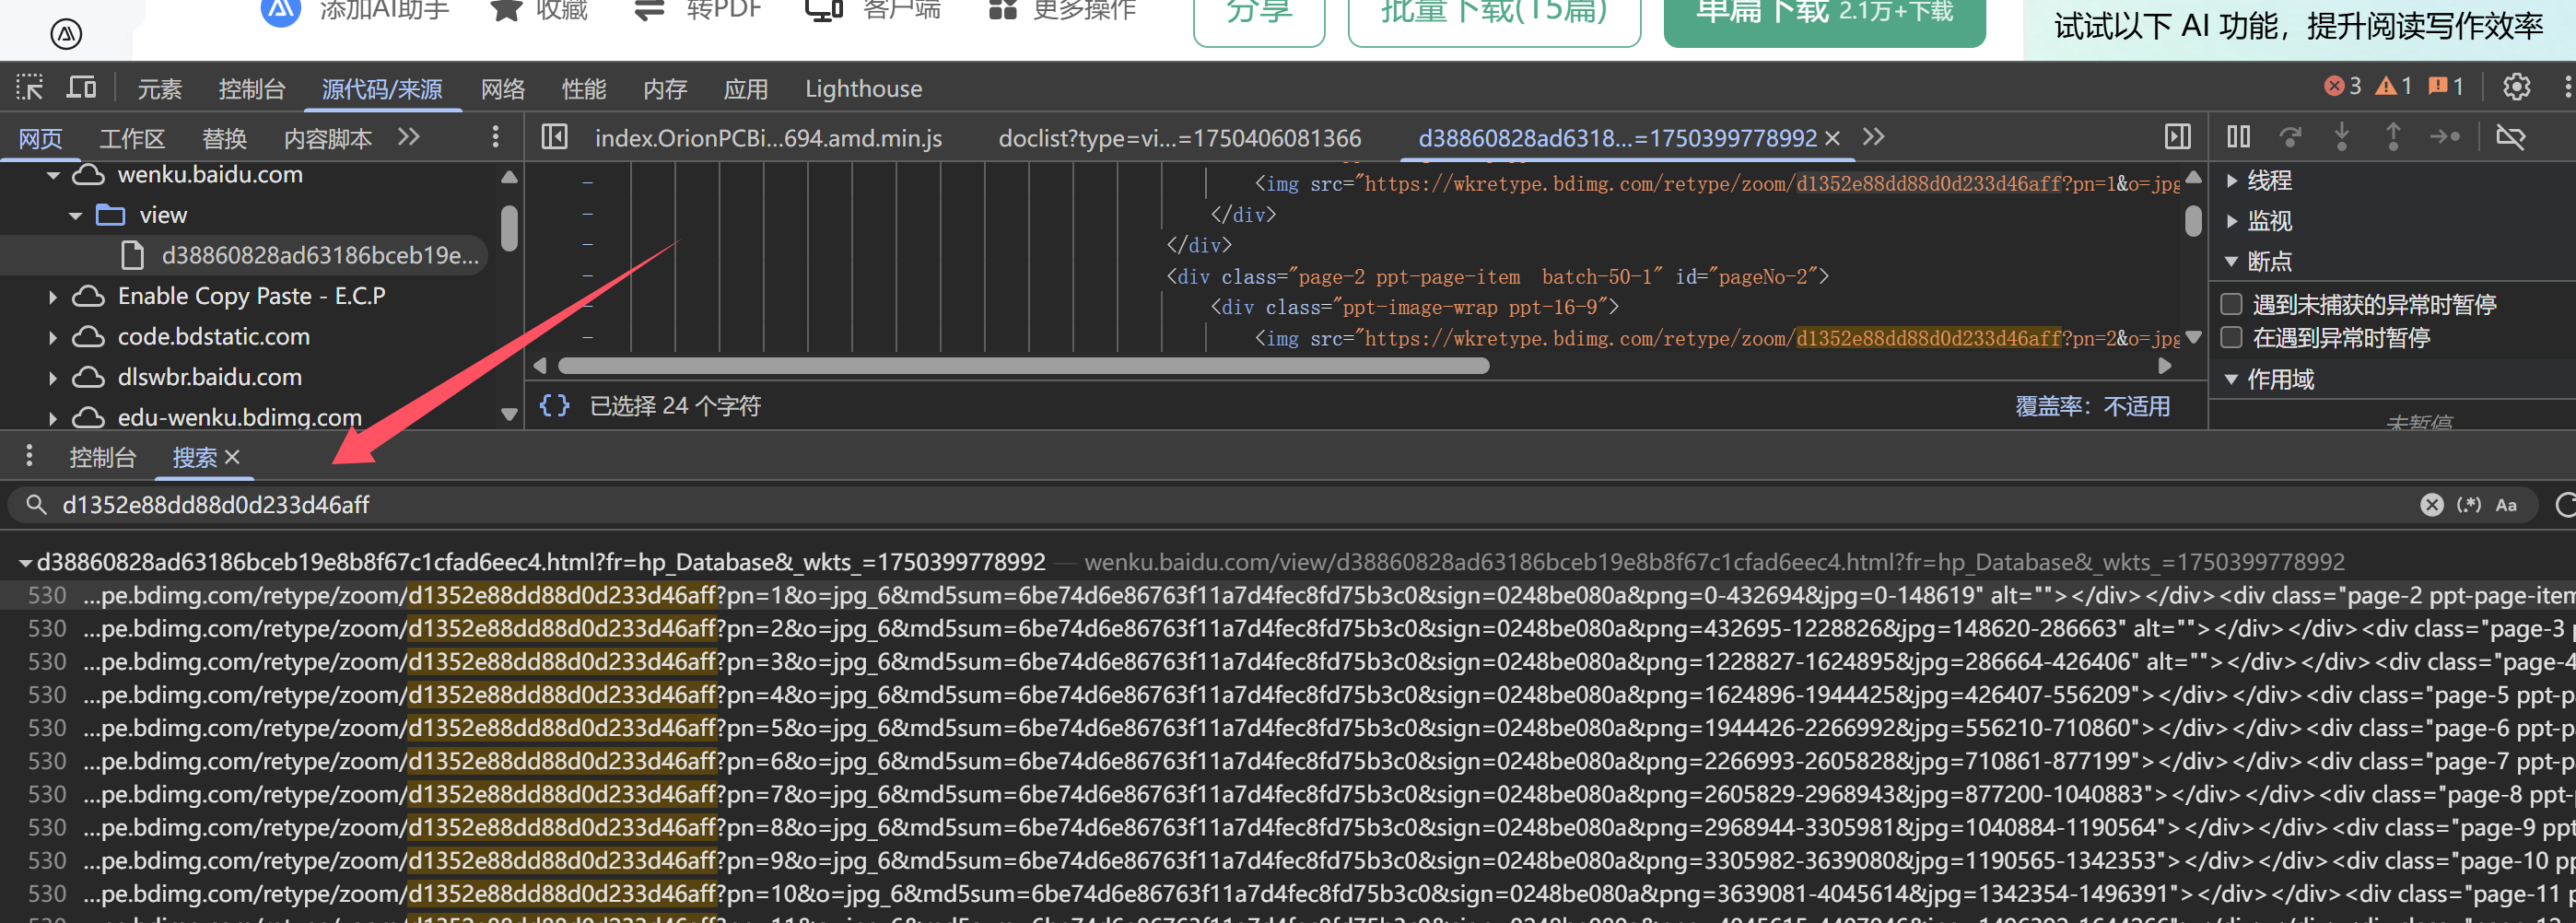 添加AI助手 收藏 转PDF 客户端 更多操作 分享 批量下载(15篇) 单篇下载 2.1万+下载
试试以下 AI 功能，提升阅读写作效率
元素 控制台 源代码/来源 网络 性能 内存 应用 Lighthouse 3 1 1
网页 工作区 替换 内容脚本 index.OrionPCBi...694.amd.min.js doclist?type=vi...=1750406081366 d38860828ad6318...=1750399778992
wenku.baidu.com
view
d38860828ad63186bceb19e...
Enable Copy Paste - E.C.P
code.bdstatic.com
dlswbr.baidu.com
edu-wenku.bdimg.com
<img src="https://wkretype.bdimg.com/retype/zoom/d1352e88dd88d0d233d46aff?pn=1&o=jpg
</div>
</div>
<div class="page-2 ppt-page-item  batch-50-1" id="pageNo-2">
<div class="ppt-image-wrap ppt-16-9">
<img src="https://wkretype.bdimg.com/retype/zoom/d1352e88dd88d0d233d46aff?pn=2&o=jpg
{} 已选择 24 个字符 覆盖率：不适用
线程
监视
断点
遇到未捕获的异常时暂停
在遇到异常时暂停
作用域
未暂停
控制台 搜索
d1352e88dd88d0d233d46aff (.*) Aa
d38860828ad63186bceb19e8b8f67c1cfad6eec4.html?fr=hp_Database&_wkts_=1750399778992 — wenku.baidu.com/view/d38860828ad63186bceb19e8b8f67c1cfad6eec4.html?fr=hp_Database&_wkts_=1750399778992
530 ...pe.bdimg.com/retype/zoom/d1352e88dd88d0d233d46aff?pn=1&o=jpg_6&md5sum=6be74d6e86763f11a7d4fec8fd75b3c0&sign=0248be080a&png=0-432694&jpg=0-148619" alt=""></div></div><div class="page-2 ppt-page-item
530 ...pe.bdimg.com/retype/zoom/d1352e88dd88d0d233d46aff?pn=2&o=jpg_6&md5sum=6be74d6e86763f11a7d4fec8fd75b3c0&sign=0248be080a&png=432695-1228826&jpg=148620-286663" alt=""></div></div><div class="page-3 p
530 ...pe.bdimg.com/retype/zoom/d1352e88dd88d0d233d46aff?pn=3&o=jpg_6&md5sum=6be74d6e86763f11a7d4fec8fd75b3c0&sign=0248be080a&png=1228827-1624895&jpg=286664-426406" alt=""></div></div><div class="page-4
530 ...pe.bdimg.com/retype/zoom/d1352e88dd88d0d233d46aff?pn=4&o=jpg_6&md5sum=6be74d6e86763f11a7d4fec8fd75b3c0&sign=0248be080a&png=1624896-1944425&jpg=426407-556209"></div></div><div class="page-5 ppt-p
530 ...pe.bdimg.com/retype/zoom/d1352e88dd88d0d233d46aff?pn=5&o=jpg_6&md5sum=6be74d6e86763f11a7d4fec8fd75b3c0&sign=0248be080a&png=1944426-2266992&jpg=556210-710860"></div></div><div class="page-6 ppt-p
530 ...pe.bdimg.com/retype/zoom/d1352e88dd88d0d233d46aff?pn=6&o=jpg_6&md5sum=6be74d6e86763f11a7d4fec8fd75b3c0&sign=0248be080a&png=2266993-2605828&jpg=710861-877199"></div></div><div class="page-7 ppt-p
530 ...pe.bdimg.com/retype/zoom/d1352e88dd88d0d233d46aff?pn=7&o=jpg_6&md5sum=6be74d6e86763f11a7d4fec8fd75b3c0&sign=0248be080a&png=2605829-2968943&jpg=877200-1040883"></div></div><div class="page-8 ppt-
530 ...pe.bdimg.com/retype/zoom/d1352e88dd88d0d233d46aff?pn=8&o=jpg_6&md5sum=6be74d6e86763f11a7d4fec8fd75b3c0&sign=0248be080a&png=2968944-3305981&jpg=1040884-1190564"></div></div><div class="page-9 ppt
530 ...pe.bdimg.com/retype/zoom/d1352e88dd88d0d233d46aff?pn=9&o=jpg_6&md5sum=6be74d6e86763f11a7d4fec8fd75b3c0&sign=0248be080a&png=3305982-3639080&jpg=1190565-1342353"></div></div><div class="page-10 pp
530 ...pe.bdimg.com/retype/zoom/d1352e88dd88d0d233d46aff?pn=10&o=jpg_6&md5sum=6be74d6e86763f11a7d4fec8fd75b3c0&sign=0248be080a&png=3639081-4045614&jpg=1342354-1496391"></div></div><div class="page-11 p